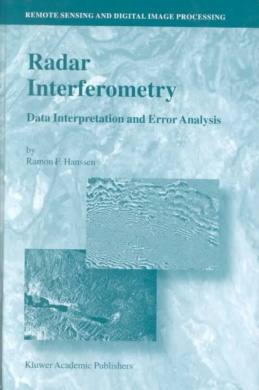 REMOTE SENSING AND DIGITAL IMAGE PROCESSING
Radar
Interferometry
Data Interpretation and Error Analysis
by
Ramon F. Hanssen
Kluwer Academic Publishers